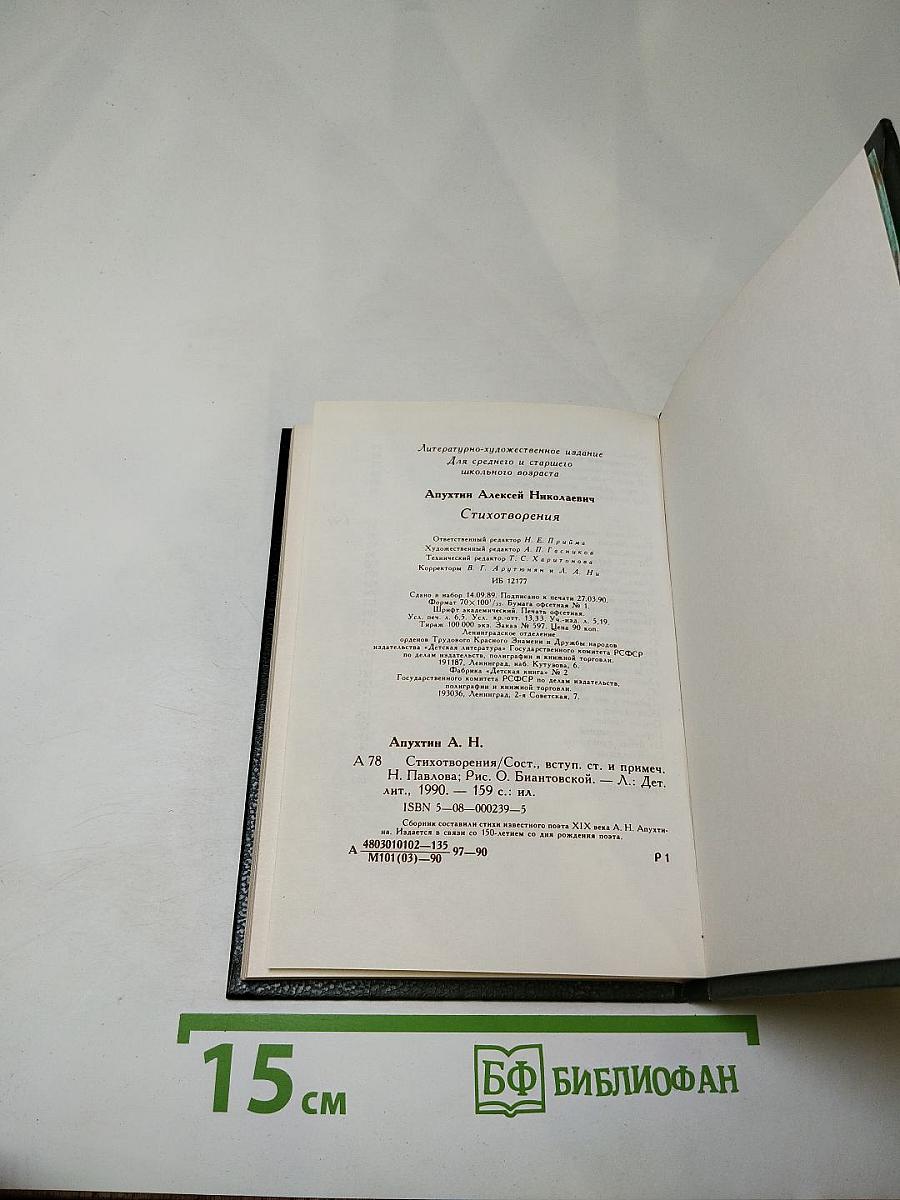 Литературно-художественное издание
Для среднего и старшего
школьного возраста
Апухтин Алексей Николаевич
Стихотворения
Ответственный редактор Н. Е. Прийма
Художественный редактор А. П. Гасников
Технический редактор Т. С. Харитонова
Корректоры В. Г. Арутюнян и Л. А. Ни
ИБ 12177
Сдано в набор 14.09.89. Подписано к печати 27.03.90.
Формат 70×100¹/₃₂. Бумага офсетная № 1.
Шрифт академический. Печать офсетная.
Усл. печ. л. 6,5. Усл. кр.-отт. 13,33. Уч.-изд. л. 5,19.
Тираж 100 000 экз. Заказ № 597. Цена 90 коп.
Ленинградское отделение
орденов Трудового Красного Знамени и Дружбы народов
издательства «Детская литература» Государственного комитета РСФСР
по делам издательств, полиграфии и книжной торговли.
191187, Ленинград, наб. Кутузова, 6.
Фабрика «Детская книга» № 2
Государственного комитета РСФСР по делам издательств,
полиграфии и книжной торговли.
193036, Ленинград, 2-я Советская, 7.
Апухтин А. Н.
А 78 Стихотворения/Сост., вступ. ст. и примеч.
Н. Павлова; Рис. О. Биантовской. — Л.: Дет.
лит., 1990. — 159 с.: ил.
ISBN 5—08—000239—5
Сборник составили стихи известного поэта XIX века А. Н. Апухти-
на. Издается в связи со 150-летием со дня рождения поэта.
А 4803010102—135 97—90
М101(03)—90
Р 1
15 см
БФ БИБЛИОФАН